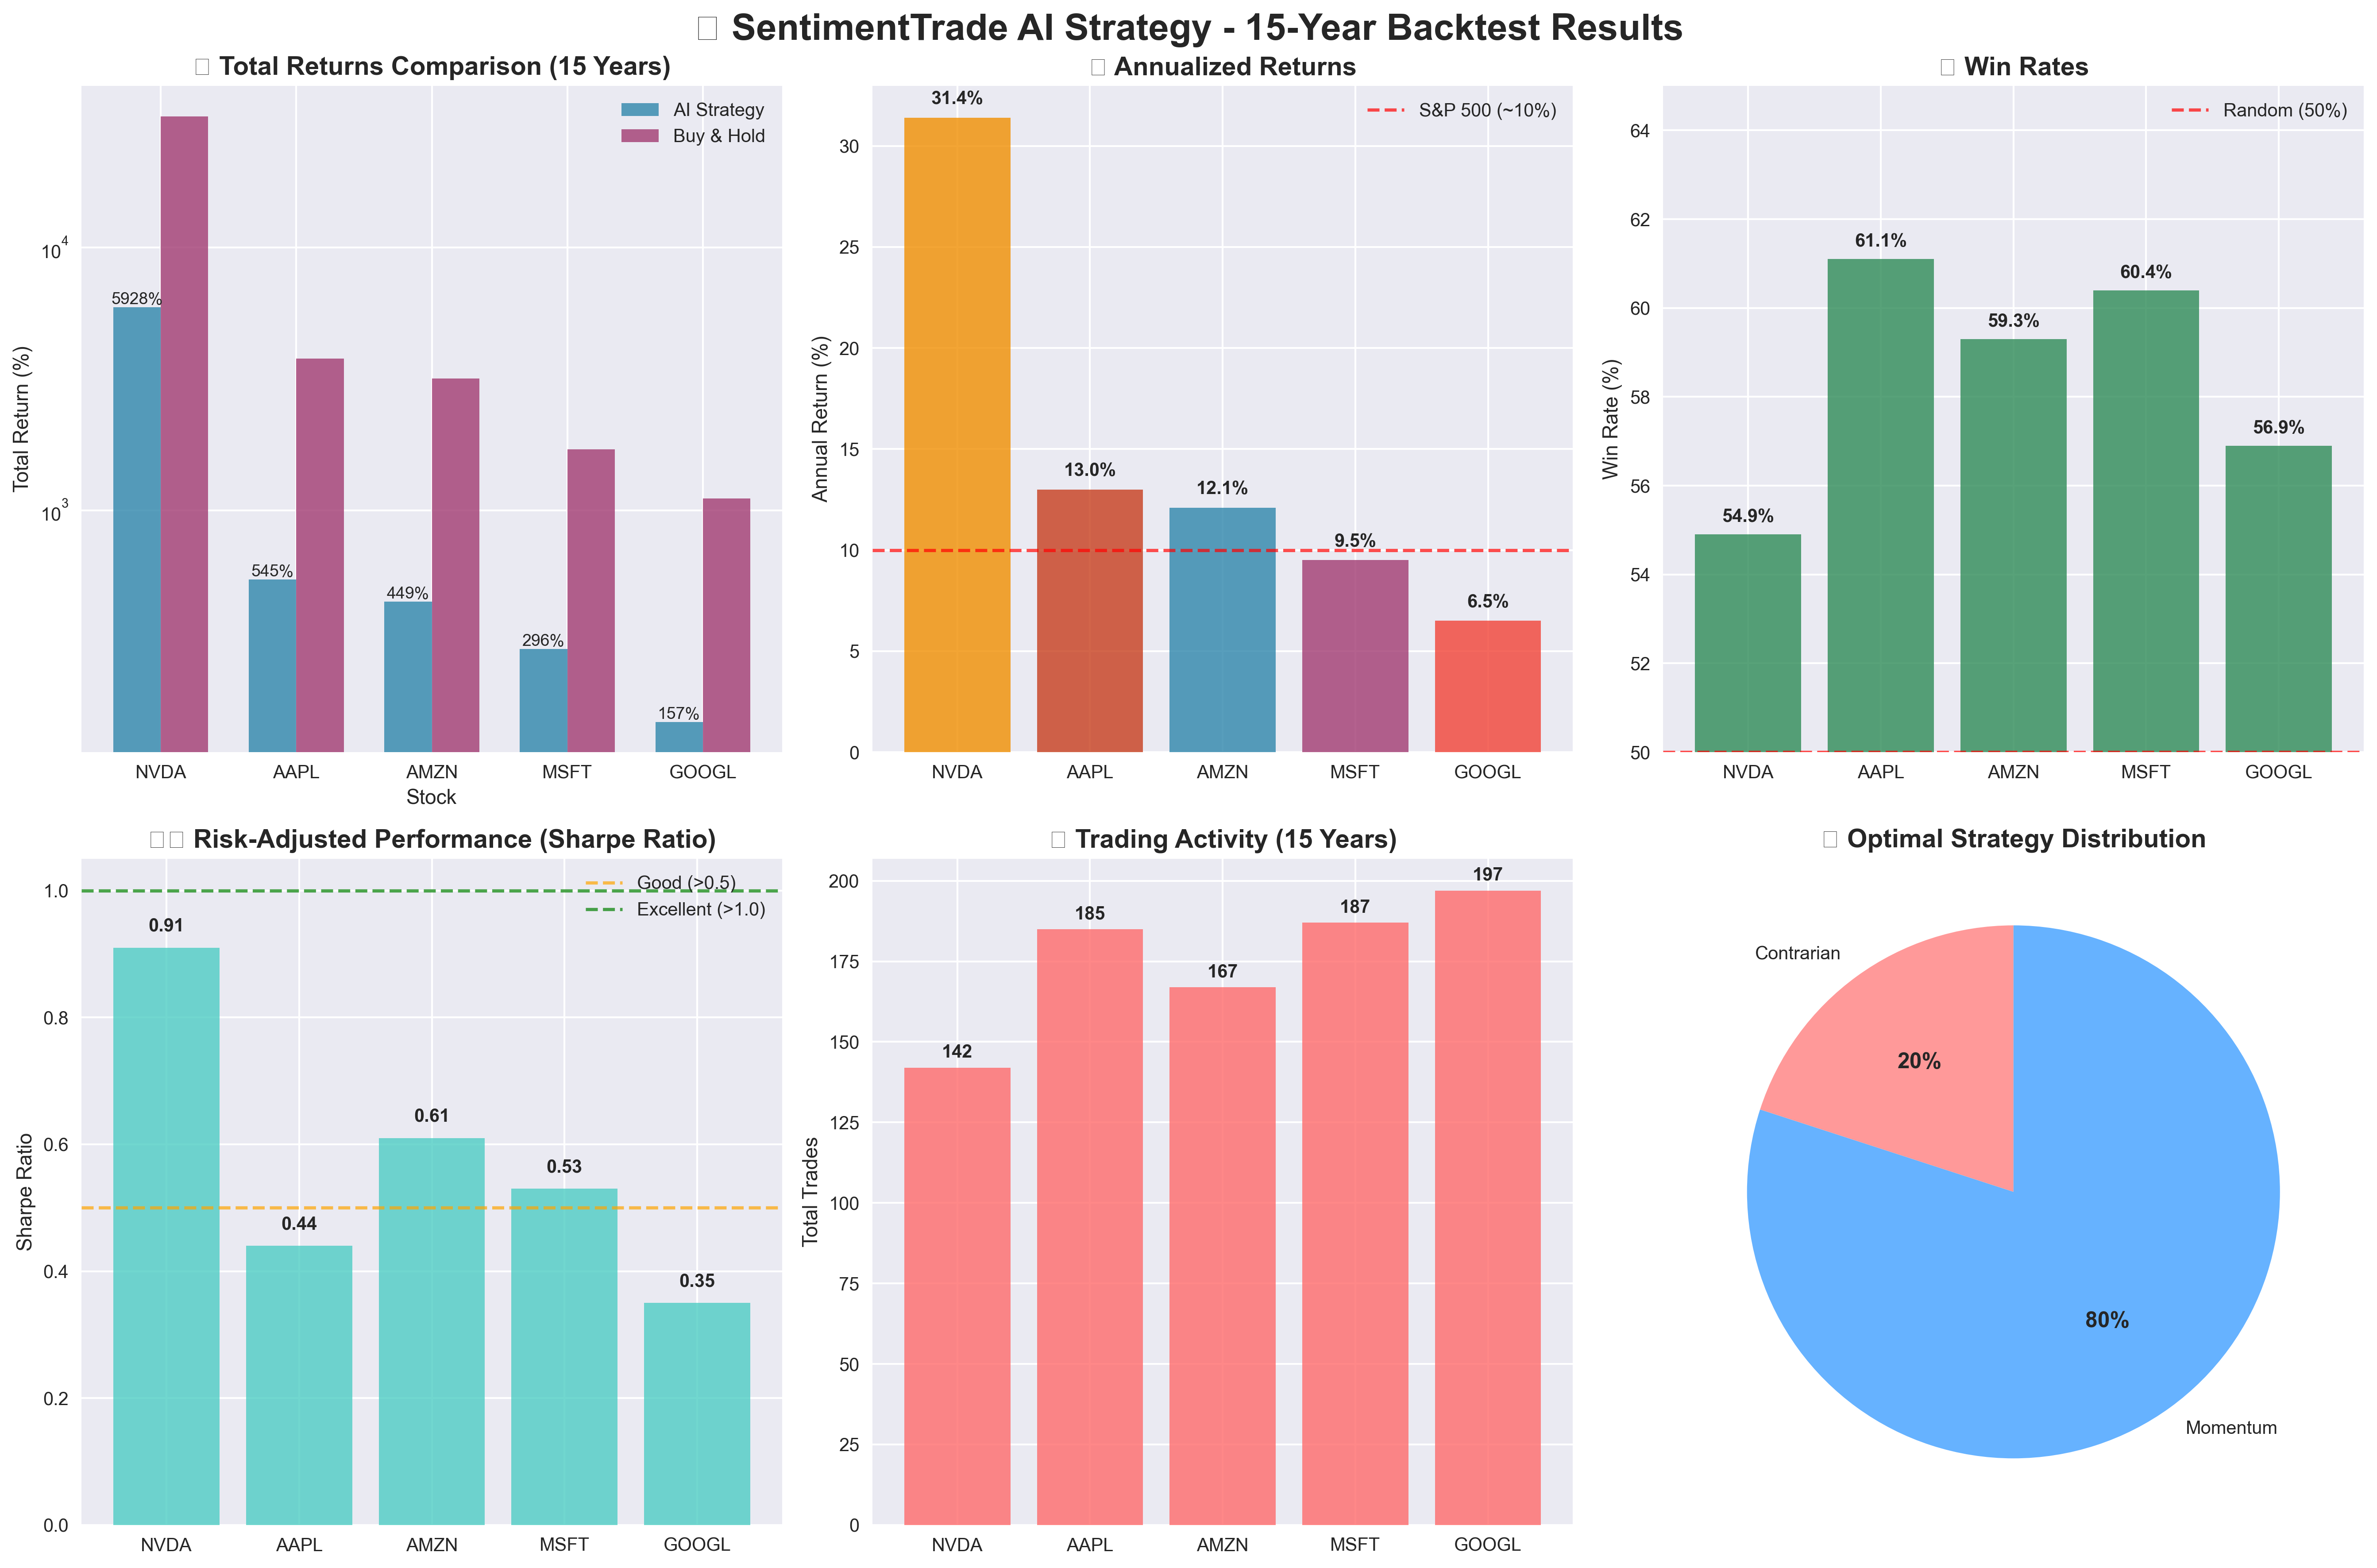 SentimentTrade AI Strategy - 15-Year Backtest Results
Total Returns Comparison (15 Years)
AI Strategy
Buy & Hold
Total Return (%)
10^4
10^3
5928%
545%
449%
296%
157%
NVDA
AAPL
AMZN
MSFT
GOOGL
Stock
Annualized Returns
S&P 500 (~10%)
Annual Return (%)
30
25
20
15
10
5
0
31.4%
13.0%
12.1%
9.5%
6.5%
NVDA
AAPL
AMZN
MSFT
GOOGL
Win Rates
Random (50%)
Win Rate (%)
64
62
60
58
56
54
52
50
54.9%
61.1%
59.3%
60.4%
56.9%
NVDA
AAPL
AMZN
MSFT
GOOGL
Risk-Adjusted Performance (Sharpe Ratio)
Good (>0.5)
Excellent (>1.0)
Sharpe Ratio
1.0
0.8
0.6
0.4
0.2
0.0
0.91
0.44
0.61
0.53
0.35
NVDA
AAPL
AMZN
MSFT
GOOGL
Trading Activity (15 Years)
Total Trades
200
175
150
125
100
75
50
25
0
142
185
167
187
197
NVDA
AAPL
AMZN
MSFT
GOOGL
Optimal Strategy Distribution
Contrarian
20%
80%
Momentum